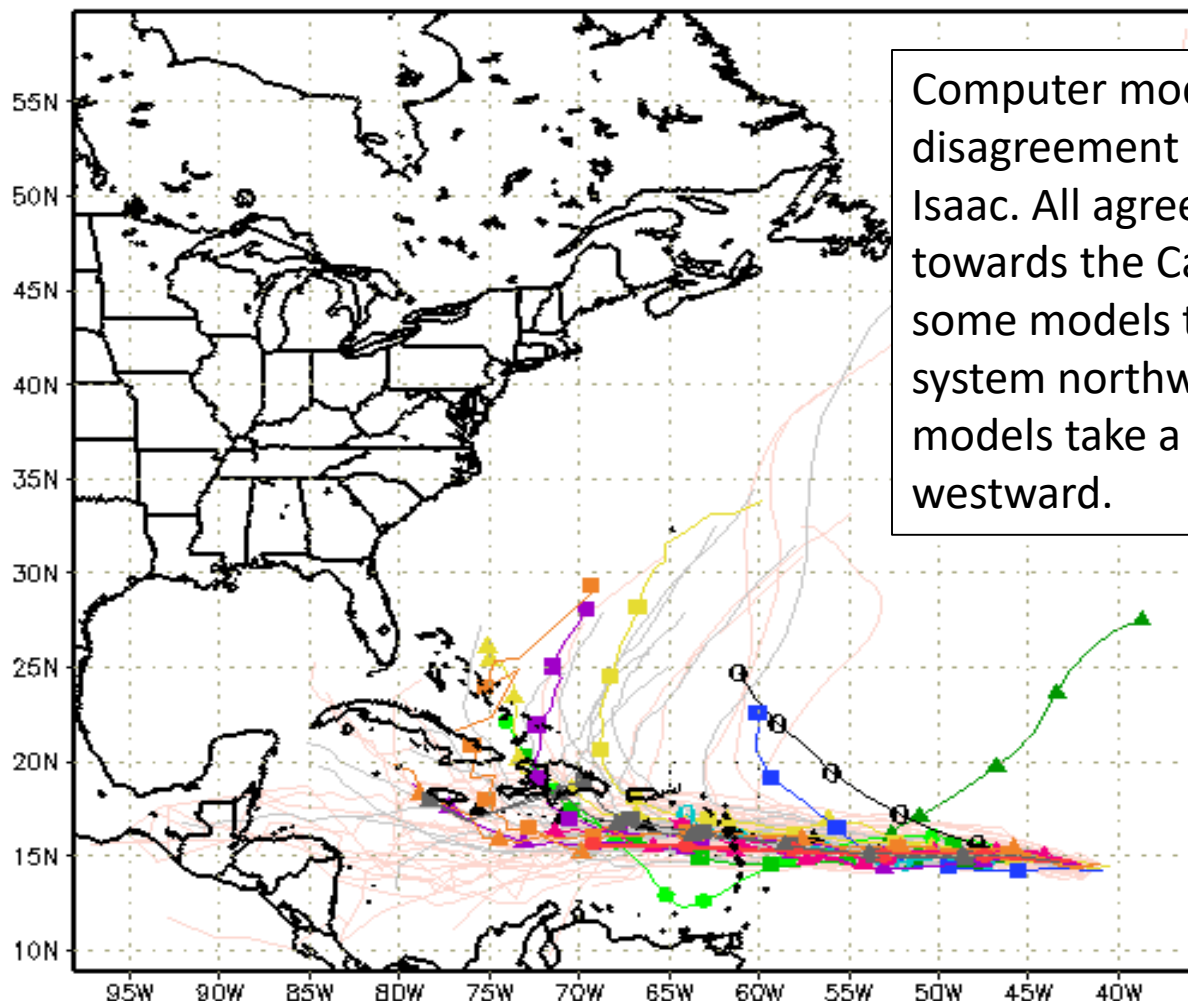 Computer mod
disagreement
Isaac. All agree
towards the Ca
some models t
system northw
models take a
westward.
55N
50N
45N
40N
35N
30N
25N
20N
15N
10N
95W 90W 85W 80W 75W 70W 65W 60W 55W 50W 45W 40W